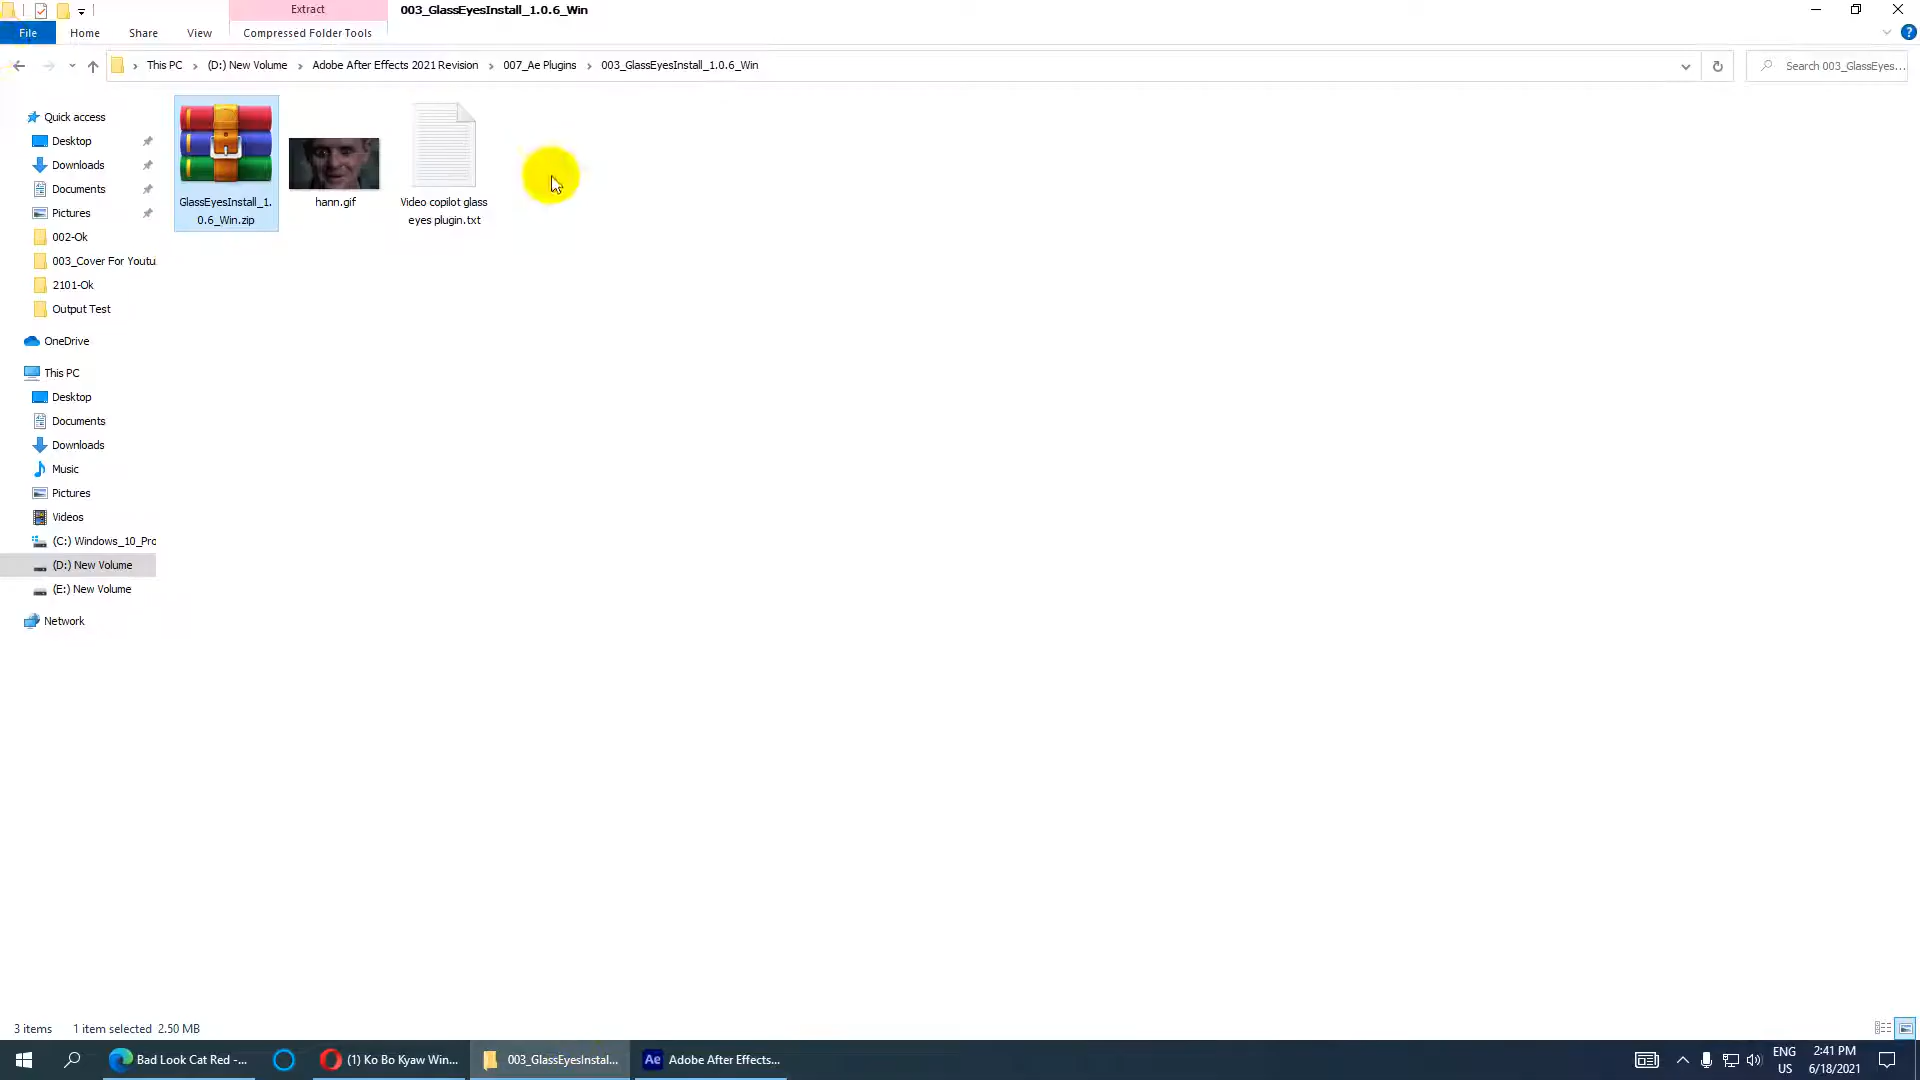 Extract
003_GlassEyesInstall_1.0.6_Win
File
Home
Share
View
Compressed Folder Tools
This PC
(D:) New Volume
Adobe After Effects 2021 Revision
007_Ae Plugins
003_GlassEyesInstall_1.0.6_Win
Search 003_GlassEyes...
Quick access
Desktop
Downloads
Documents
Pictures
002-Ok
003_Cover For Youtu
2101-Ok
Output Test
OneDrive
This PC
Desktop
Documents
Downloads
Music
Pictures
Videos
(C:) Windows_10_Pro
(D:) New Volume
(E:) New Volume
Network
GlassEyesInstall_1.
0.6_Win.zip
hann.gif
Video copilot glass
eyes plugin.txt
3 items
1 item selected 2.50 MB
Bad Look Cat Red -...
(1) Ko Bo Kyaw Win...
003_GlassEyesInstal...
Ae
Adobe After Effects...
ENG
US
2:41 PM
6/18/2021